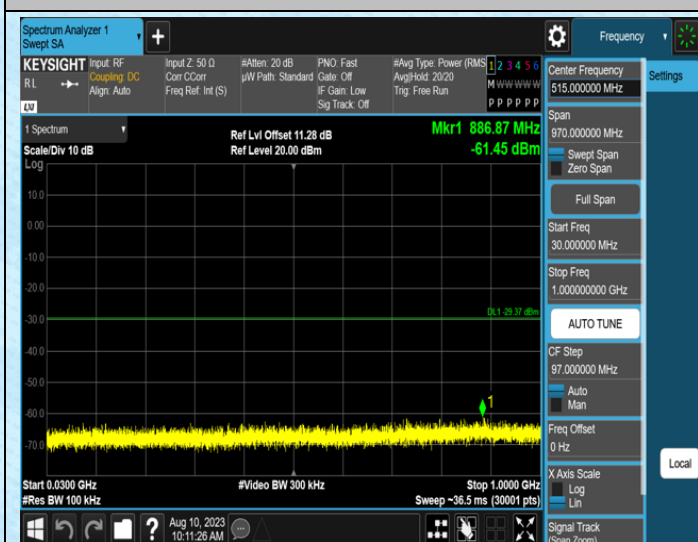 Spectrum Analyzer 1
Swept SA
+
Frequency
KEYSIGHT
RL
LXI
Input: RF
Coupling: DC
Align: Auto
Input Z: 50 Ω
Corr CCorr
Freq Ref: Int (S)
#Atten: 20 dB
µW Path: Standard
PNO: Fast
Gate: Off
IF Gain: Low
Sig Track: Off
#Avg Type: Power (RMS
Avg|Hold: 20/20
Trig: Free Run
1 2 3 4 5 6
M W W W W W
P P P P P P
1 Spectrum
Scale/Div 10 dB
Log
Ref Lvl Offset 11.28 dB
Ref Level 20.00 dBm
Mkr1 886.87 MHz
-61.45 dBm
10.0
0.00
-10.0
-20.0
-30.0
-40.0
-50.0
-60.0
-70.0
DL1 -29.37 dBm
1
Start 0.0300 GHz
#Res BW 100 kHz
#Video BW 300 kHz
Stop 1.0000 GHz
Sweep ~36.5 ms (30001 pts)
?
Aug 10, 2023
10:11:26 AM
Center Frequency
515.000000 MHz
Span
970.000000 MHz
Swept Span
Zero Span
Full Span
Start Freq
30.000000 MHz
Stop Freq
1.000000000 GHz
AUTO TUNE
CF Step
97.000000 MHz
Auto
Man
Freq Offset
0 Hz
X Axis Scale
Log
Lin
Signal Track
(Span Zoom)
Settings
Local